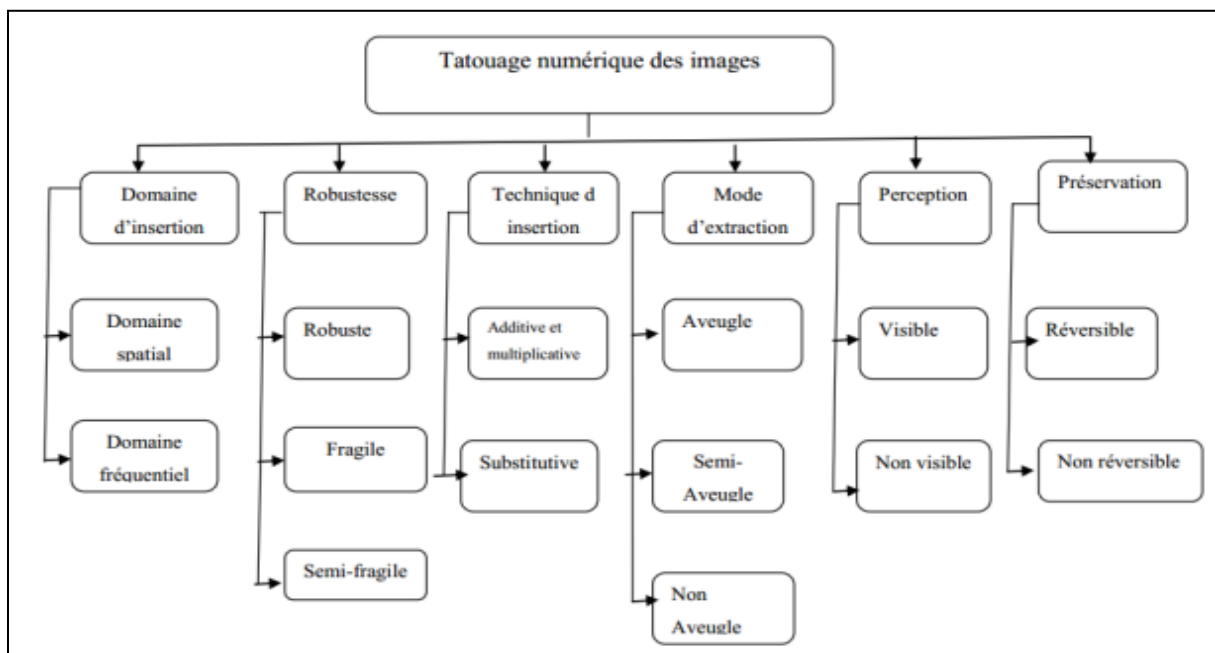 Tatouage numérique des images
Domaine
d'insertion
Robustesse
Technique d
insertion
Mode
d'extraction
Perception
Préservation
Domaine
spatial
Robuste
Additive et
multiplicative
Aveugle
Visible
Réversible
Domaine
fréquentiel
Fragile
Substitutive
Semi-
Aveugle
Non visible
Non réversible
Semi-fragile
Non
Aveugle